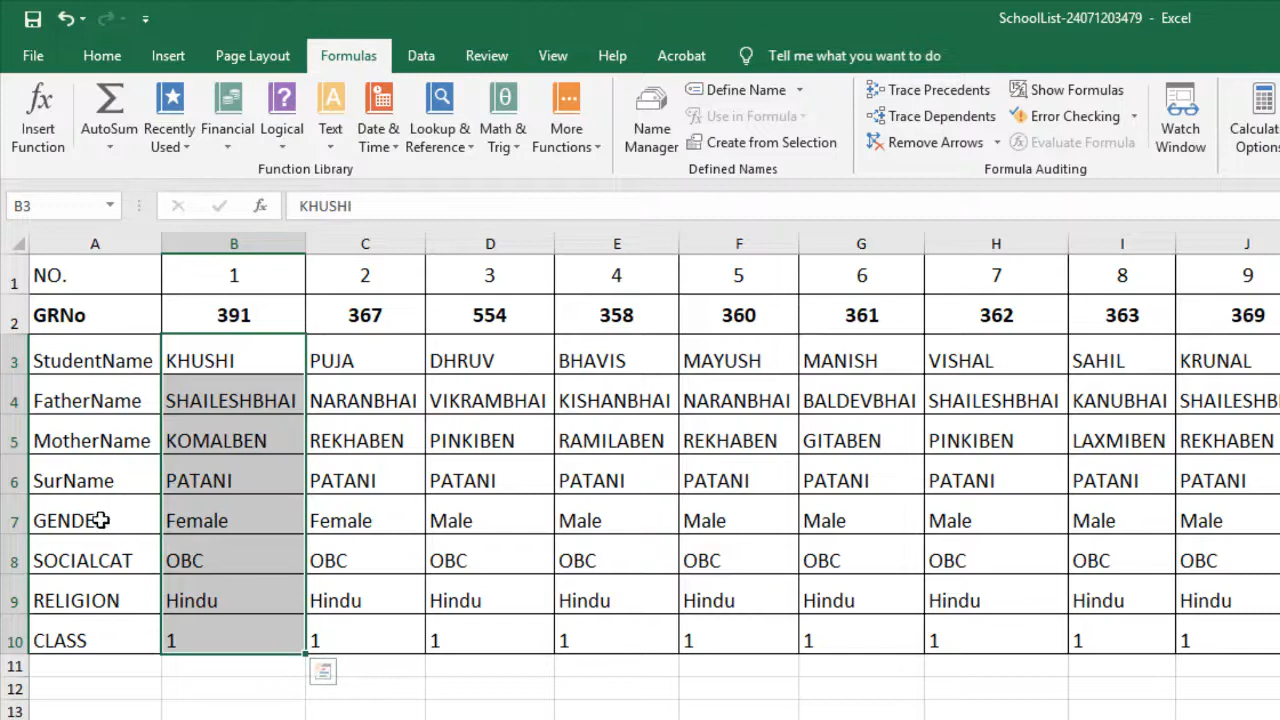 SchoolList-24071203479 - Excel
File Home Insert Page Layout Formulas Data Review View Help Acrobat Tell me what you want to do
fx Σ A θ
Insert Function AutoSum Recently Used Financial Logical Text Date & Time Lookup & Reference Math & Trig More Functions
Function Library
Name Manager
Define Name
Use in Formula
Create from Selection
Defined Names
Trace Precedents Show Formulas
Trace Dependents Error Checking
Remove Arrows Evaluate Formula
Formula Auditing
Watch Window
B3 fx KHUSHI
A B C D E F G H I J
1 NO. 1 2 3 4 5 6 7 8 9
2 GRNo 391 367 554 358 360 361 362 363 369
3 StudentName KHUSHI PUJA DHRUV BHAVIS MAYUSH MANISH VISHAL SAHIL KRUNAL
4 FatherName SHAILESHBHAI NARANBHAI VIKRAMBHAI KISHANBHAI NARANBHAI BALDEVBHAI SHAILESHBHAI KANUBHAI SHAILESHB
5 MotherName KOMALBEN REKHABEN PINKIBEN RAMILABEN REKHABEN GITABEN PINKIBEN LAXMIBEN REKHABEN
6 SurName PATANI PATANI PATANI PATANI PATANI PATANI PATANI PATANI PATANI
7 GENDE Female Female Male Male Male Male Male Male Male
8 SOCIALCAT OBC OBC OBC OBC OBC OBC OBC OBC OBC
9 RELIGION Hindu Hindu Hindu Hindu Hindu Hindu Hindu Hindu Hindu
10 CLASS 1 1 1 1 1 1 1 1 1
11
12
13